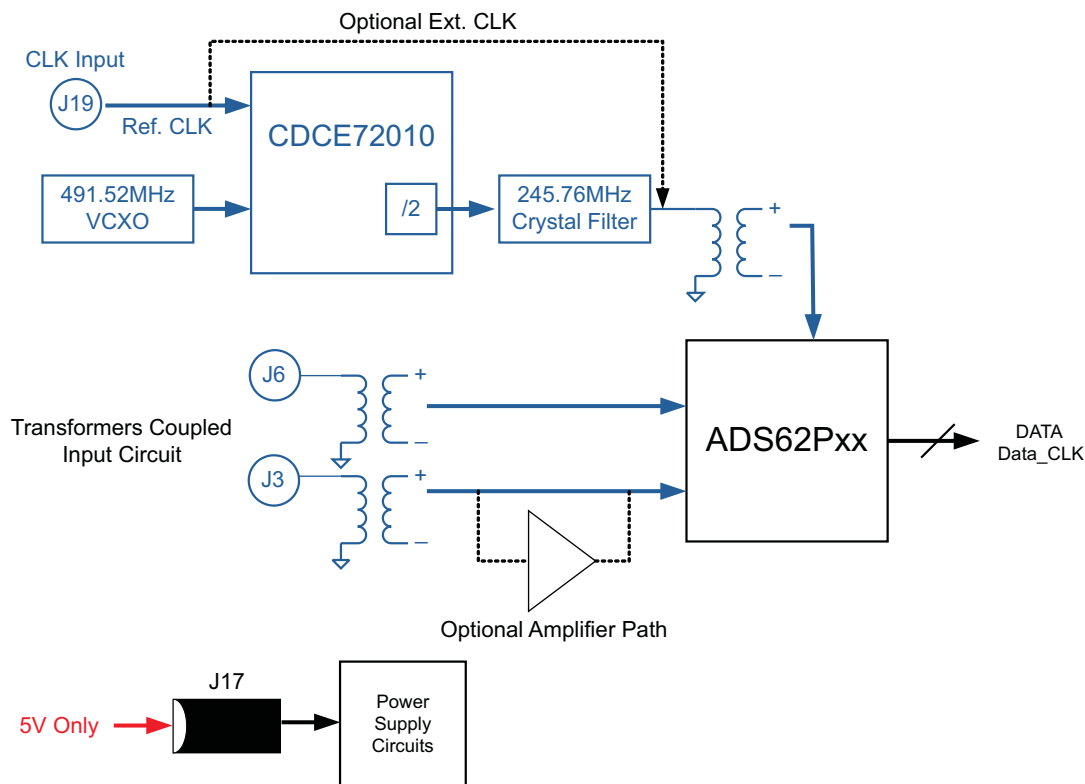 Optional Ext. CLK
CLK Input
J19
Ref. CLK
CDCE72010
491.52MHz
VCXO
/2
245.76MHz
Crystal Filter
+
–
J6
+
–
Transformers Coupled
Input Circuit
J3
+
–
ADS62Pxx
DATA
Data_CLK
Optional Amplifier Path
J17
5V Only
Power
Supply
Circuits